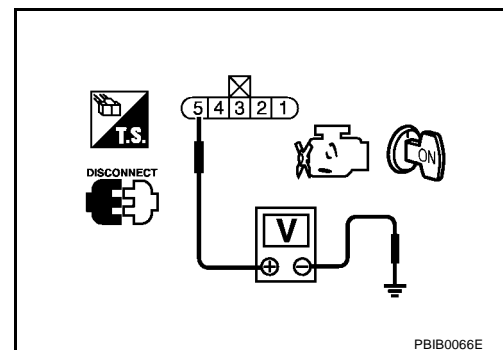 5 4 3 2 1
T.S.
DISCONNECT
ON
V
+ −
PBIB0066E